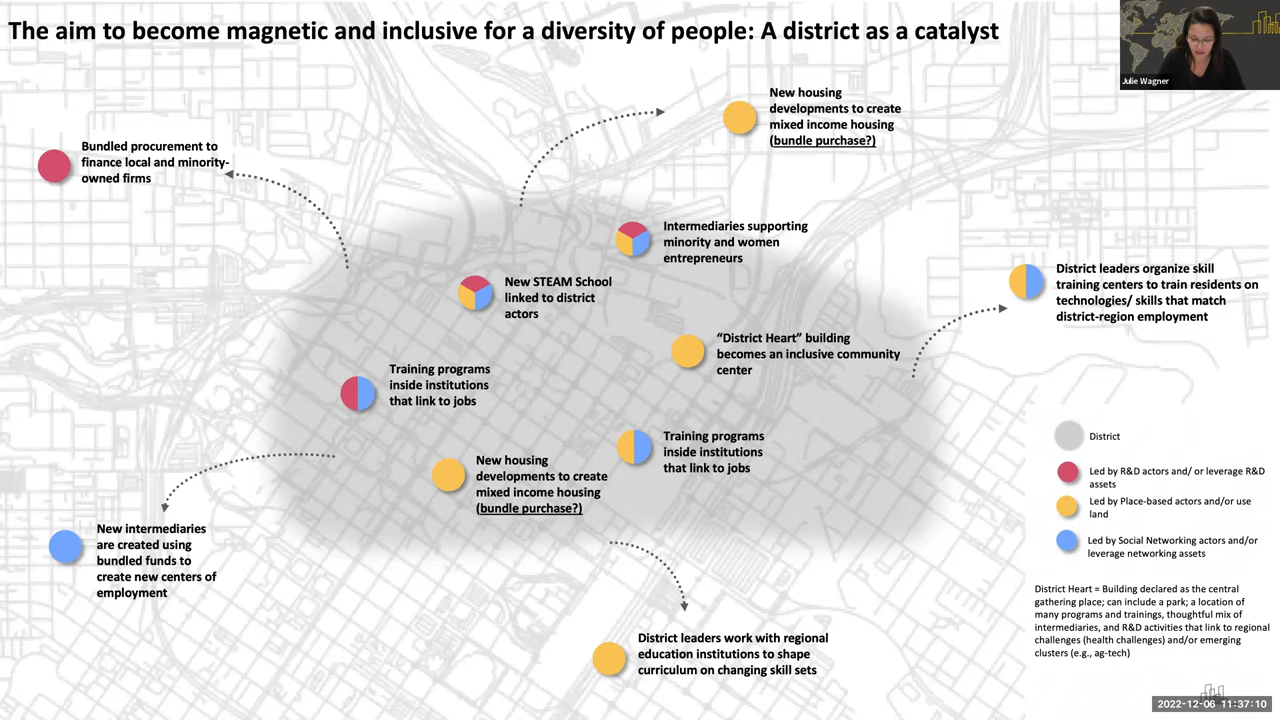 The aim to become magnetic and inclusive for a diversity of people: A district as a catalyst
Julie Wagner
New housing
developments to create
mixed income housing
(bundle purchase?)
Bundled procurement to
finance local and minority-
owned firms
Intermediaries supporting
minority and women
entrepreneurs
New STEAM School
linked to district
actors
District leaders organize skill
training centers to train residents on
technologies/ skills that match
district-region employment
"District Heart" building
becomes an inclusive community
center
Training programs
inside institutions
that link to jobs
Training programs
inside institutions
that link to jobs
New housing
developments to create
mixed income housing
(bundle purchase?)
New intermediaries
are created using
bundled funds to
create new centers of
employment
District leaders work with regional
education institutions to shape
curriculum on changing skill sets
District
Led by R&D actors and/ or leverage R&D
assets
Led by Place-based actors and/or use
land
Led by Social Networking actors and/or
leverage networking assets
District Heart = Building declared as the central
gathering place; can include a park; a location of
many programs and trainings, thoughtful mix of
intermediaries, and R&D activities that link to regional
challenges (health challenges) and/or emerging
clusters (e.g., ag-tech)
2022-12-06 11:37:10